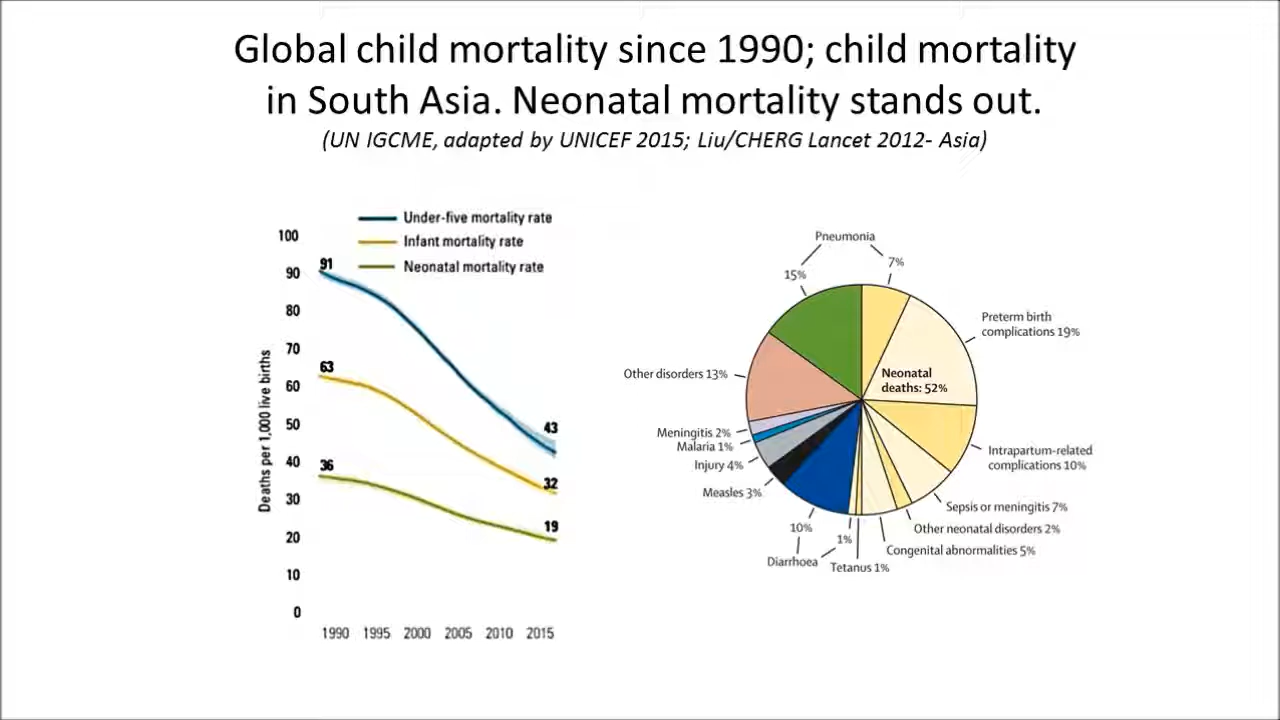 Global child mortality since 1990; child mortality
in South Asia. Neonatal mortality stands out.
(UN IGCME, adapted by UNICEF 2015; Liu/CHERG Lancet 2012- Asia)
Under-five mortality rate
Infant mortality rate
Neonatal mortality rate
Deaths per 1,000 live births
100
90
80
70
60
50
40
30
20
10
0
91
63
36
43
32
19
1990 1995 2000 2005 2010 2015
Pneumonia
15%
7%
Preterm birth
complications 19%
Neonatal
deaths: 52%
Intrapartum-related
complications 10%
Sepsis or meningitis 7%
Other neonatal disorders 2%
Congenital abnormalities 5%
Tetanus 1%
1%
10%
Diarrhoea
Measles 3%
Injury 4%
Malaria 1%
Meningitis 2%
Other disorders 13%